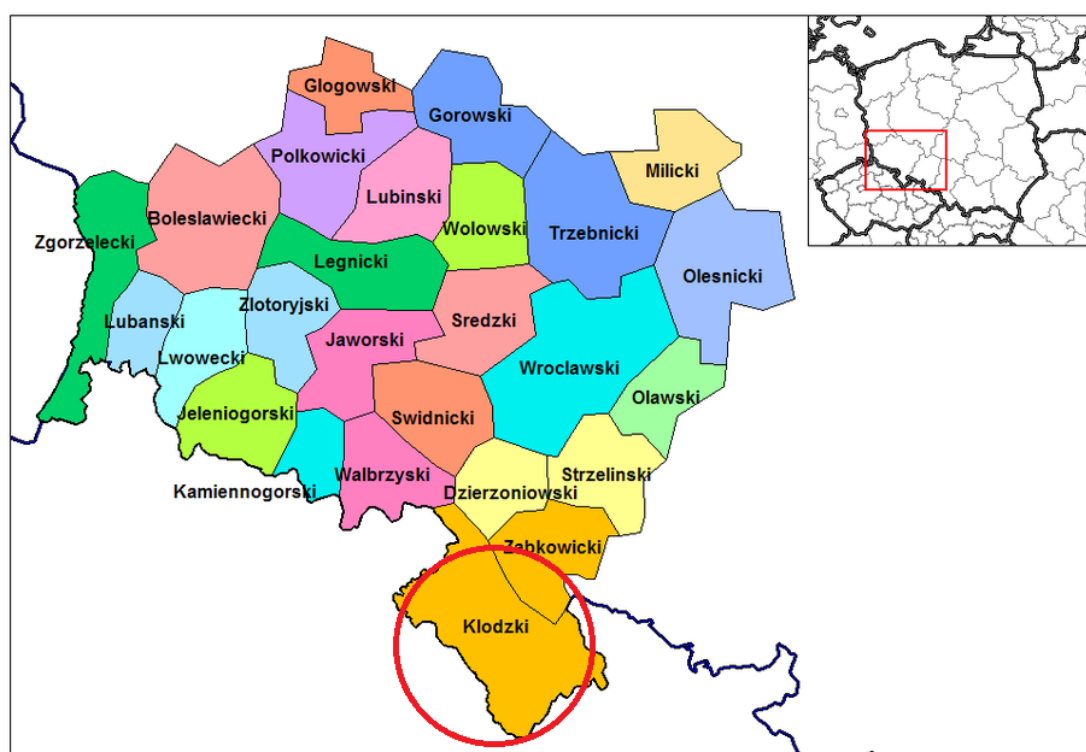 Glogowski
Gorowski
Polkowicki
Milicki
Lubinski
Boleslawiecki
Wolowski
Trzebnicki
Zgorzelecki
Legnicki
Olesnicki
Zlotoryjski
Lubanski
Sredzki
Jaworski
Lwowecki
Wroclawski
Olawski
Jeleniogorski
Swidnicki
Walbrzyski
Strzelinski
Kamiennogorski
Dzierzoniowski
Zabkowicki
Klodzki